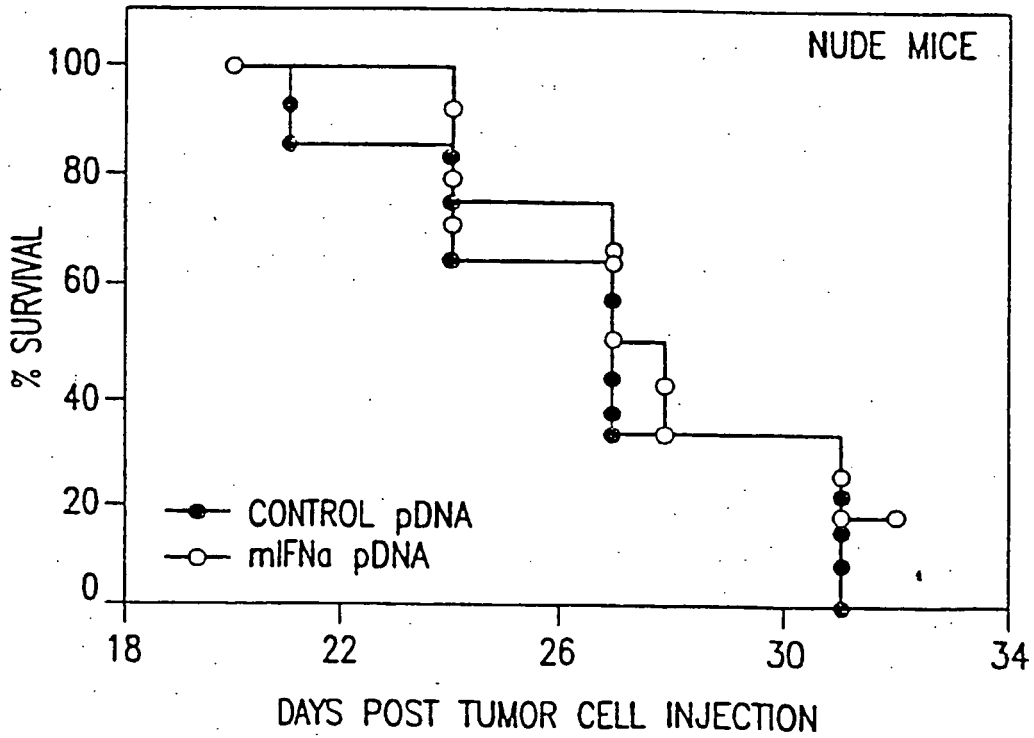 NUDE MICE
100
80
60
40
20
0
% SURVIVAL
CONTROL pDNA
mIFNa pDNA
18 22 26 30 34
DAYS POST TUMOR CELL INJECTION